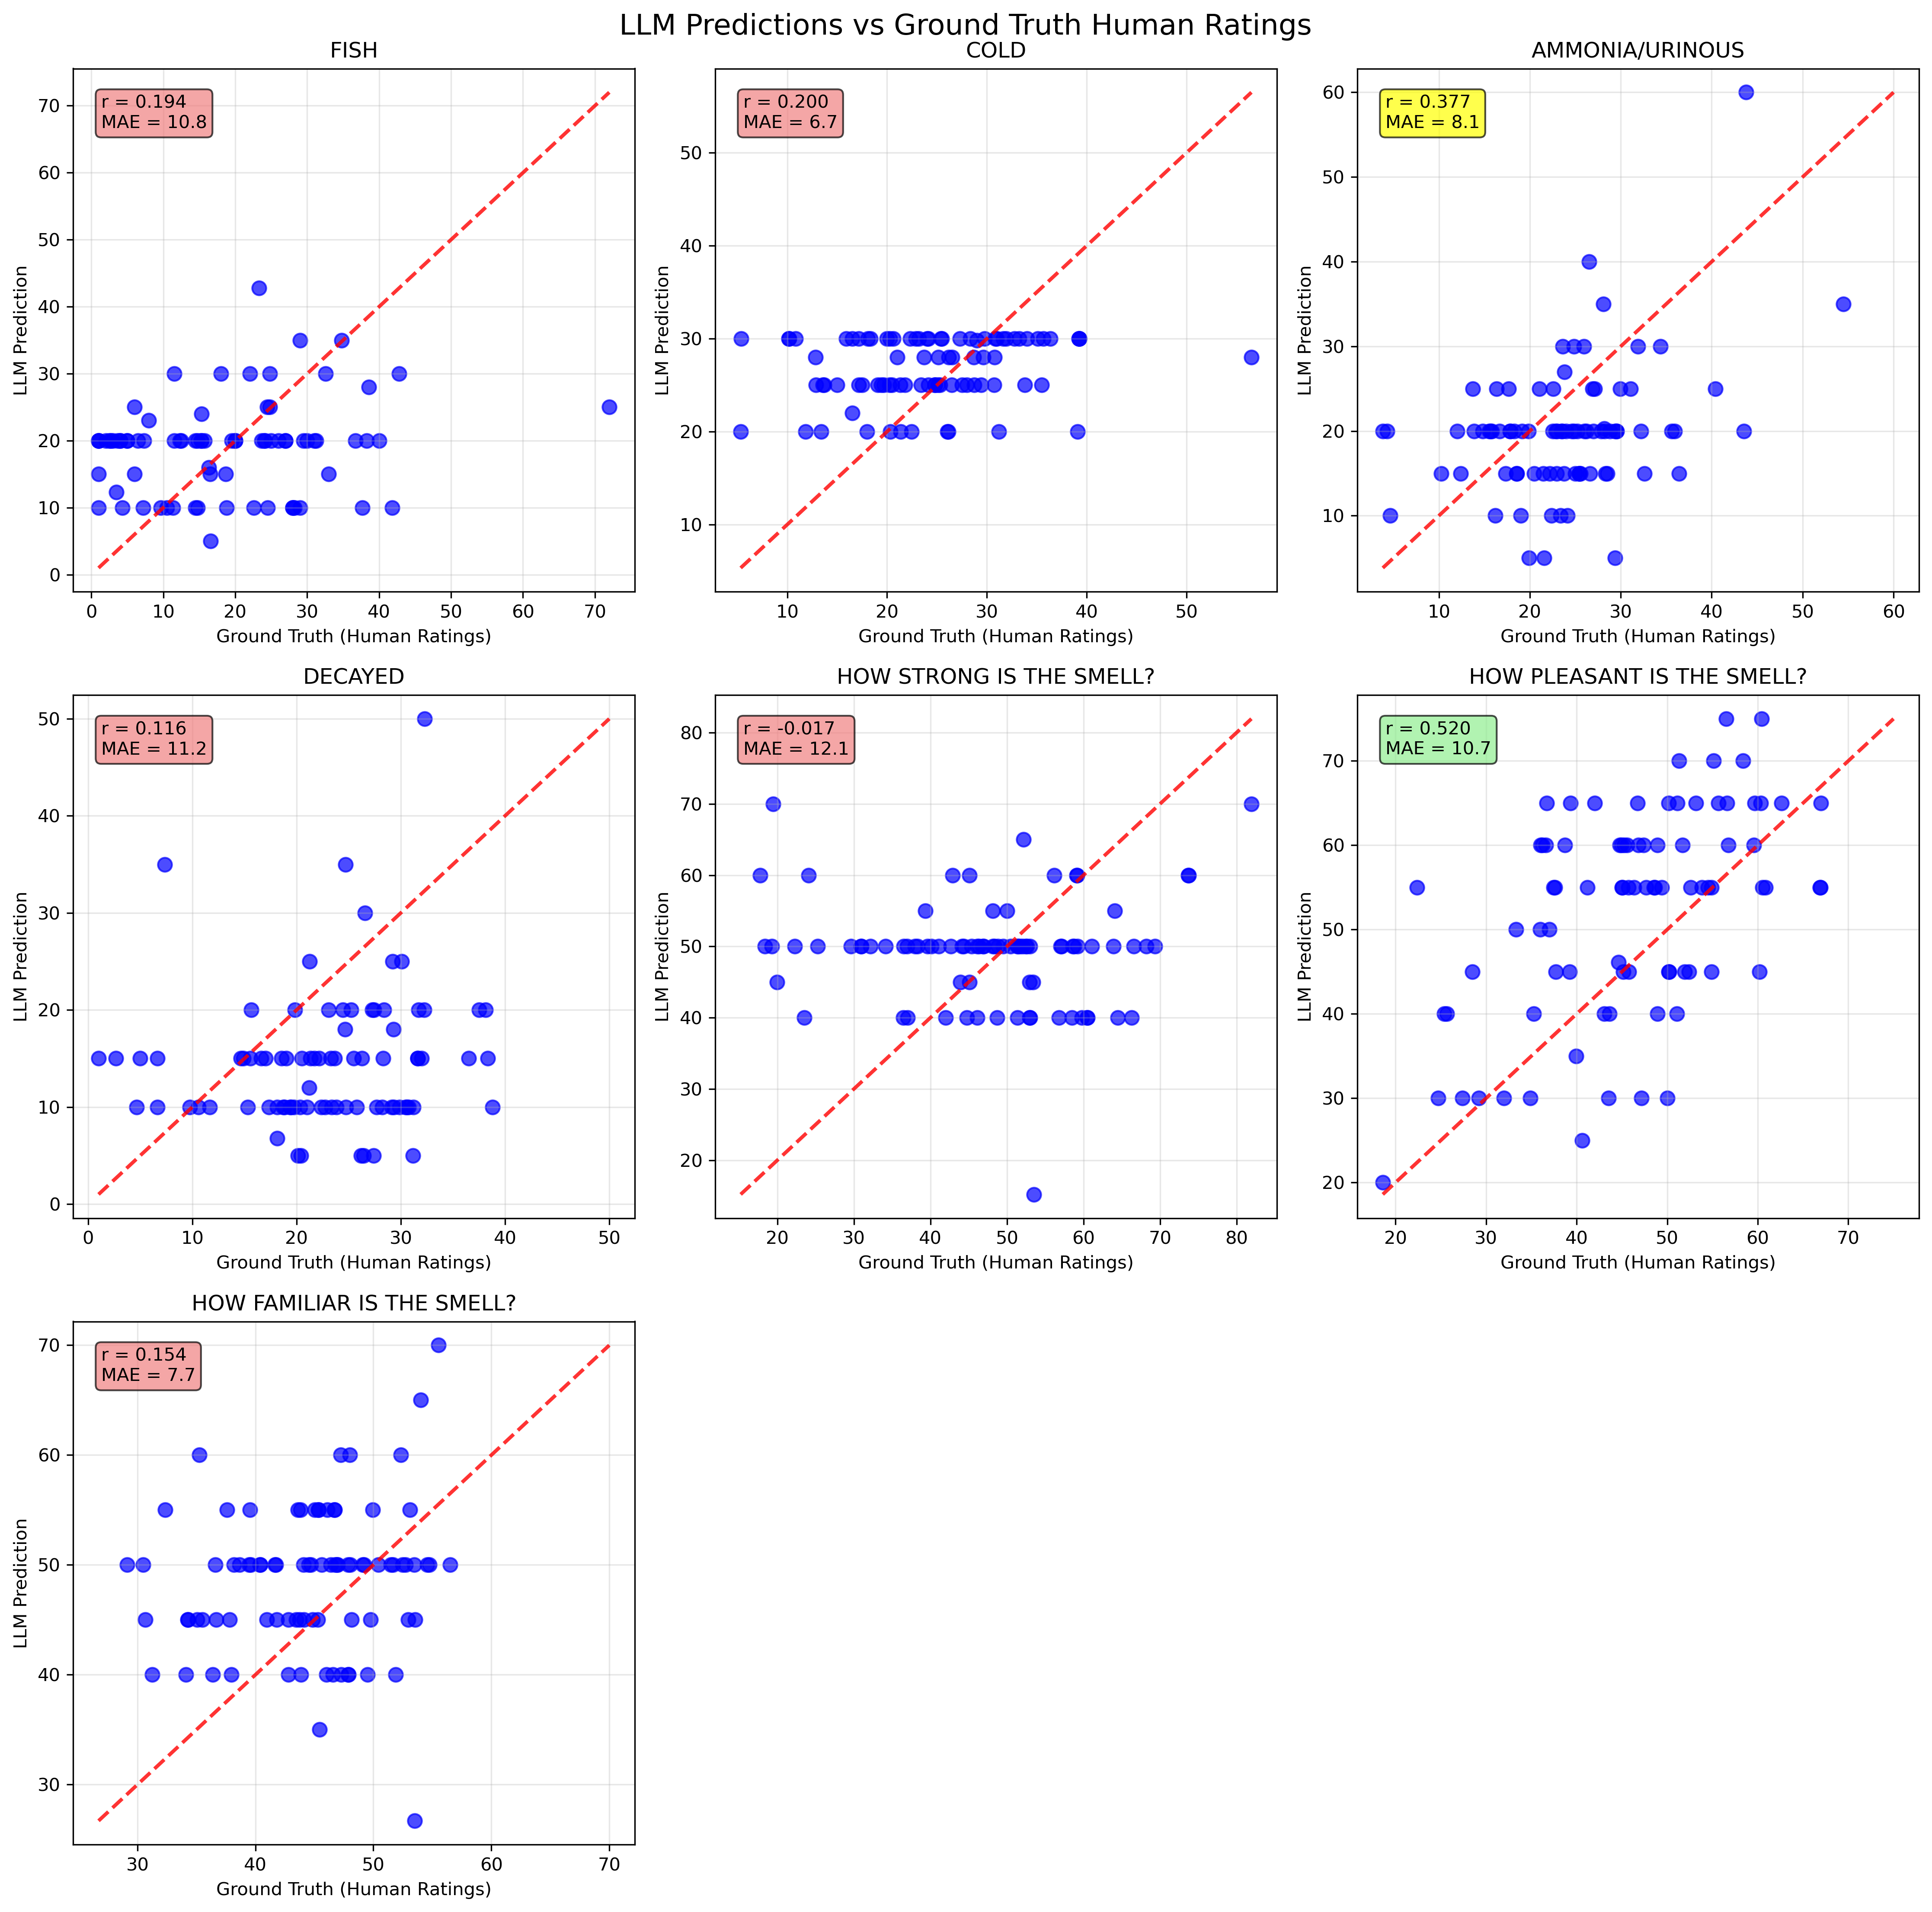 LLM Predictions vs Ground Truth Human Ratings
FISH
r = 0.194
MAE = 10.8
LLM Prediction
70
60
50
40
30
20
10
0
0 10 20 30 40 50 60 70
Ground Truth (Human Ratings)
COLD
r = 0.200
MAE = 6.7
LLM Prediction
50
40
30
20
10
10 20 30 40 50
Ground Truth (Human Ratings)
AMMONIA/URINOUS
r = 0.377
MAE = 8.1
LLM Prediction
60
50
40
30
20
10
10 20 30 40 50 60
Ground Truth (Human Ratings)
DECAYED
r = 0.116
MAE = 11.2
LLM Prediction
50
40
30
20
10
0
0 10 20 30 40 50
Ground Truth (Human Ratings)
HOW STRONG IS THE SMELL?
r = -0.017
MAE = 12.1
LLM Prediction
80
70
60
50
40
30
20
20 30 40 50 60 70 80
Ground Truth (Human Ratings)
HOW PLEASANT IS THE SMELL?
r = 0.520
MAE = 10.7
LLM Prediction
70
60
50
40
30
20
20 30 40 50 60 70
Ground Truth (Human Ratings)
HOW FAMILIAR IS THE SMELL?
r = 0.154
MAE = 7.7
LLM Prediction
70
60
50
40
30
30 40 50 60 70
Ground Truth (Human Ratings)